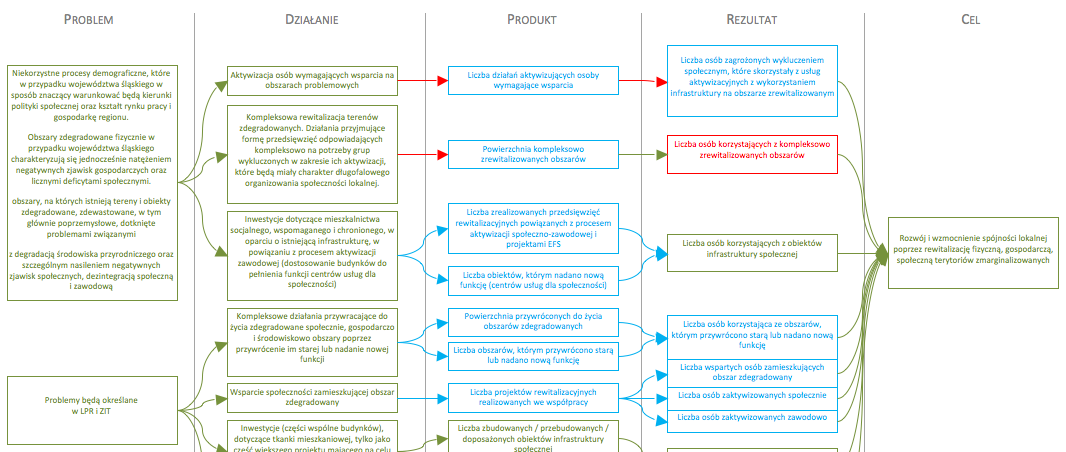 PROBLEM
DZIAŁANIE
PRODUKT
REZULTAT
CEL
Niekorzystne procesy demograficzne, które
w przypadku województwa śląskiego w
sposób znaczący warunkować będą kierunki
polityki społecznej oraz kształt rynku pracy i
gospodarkę regionu.
Obszary zdegradowane fizycznie w
przypadku województwa śląskiego
charakteryzują się jednocześnie natężeniem
negatywnych zjawisk gospodarczych oraz
licznymi deficytami społecznymi.
obszary, na których istnieją tereny i obiekty
zdegradowane, zdewastowane, w tym
głównie poprzemysłowe, dotknięte
problemami związanymi
z degradacją środowiska przyrodniczego oraz
szczególnym nasileniem negatywnych
zjawisk społecznych, dezintegracją społeczną
i zawodową
Problemy będą określane
w LPR i ZIT
Aktywizacja osób wymagających wsparcia na
obszarach problemowych
Kompleksowa rewitalizacja terenów
zdegradowanych. Działania przyjmujące
formę przedsięwzięć odpowiadających
kompleksowo na potrzeby grup
wykluczonych w zakresie ich aktywizacji,
które będą miały charakter długofalowego
organizowania społeczności lokalnej.
Inwestycje dotyczące mieszkalnictwa
socjalnego, wspomaganego i chronionego, w
oparciu o istniejącą infrastrukturę, w
powiązaniu z procesem aktywizacji
zawodowej (dostosowanie budynków do
pełnienia funkcji centrów usług dla
społeczności)
Kompleksowe działania przywracające do
życia zdegradowane społecznie, gospodarczo
i środowiskowo obszary poprzez
przywrócenie im starej lub nadanie nowej
funkcji
Wsparcie społeczności zamieszkującej obszar
zdegradowany
Inwestycje (części wspólne budynków),
dotyczące tkanki mieszkaniowej, tylko jako
część większego projektu mającego na celu
Liczba działań aktywizujących osoby
wymagające wsparcia
Powierzchnia kompleksowo
zrewitalizowanych obszarów
Liczba zrealizowanych przedsięwzięć
rewitalizacyjnych powiązanych z procesem
aktywizacji społeczno-zawodowej i
projektami EFS
Liczba obiektów, którym nadano nową
funkcję (centrów usług dla społeczności)
Powierzchnia przywróconych do życia
obszarów zdegradowanych
Liczba obszarów, którym przywrócono starą
lub nadano nową funkcję
Liczba projektów rewitalizacyjnych
realizowanych we współpracy
Liczba zbudowanych / przebudowanych /
doposażonych obiektów infrastruktury
społecznej
Liczba osób zagrożonych wykluczeniem
społecznym, które skorzystały z usług
aktywizacyjnych z wykorzystaniem
infrastruktury na obszarze zrewitalizowanym
Liczba osób korzystających z kompleksowo
zrewitalizowanych obszarów
Liczba osób korzystających z obiektów
infrastruktury społecznej
Liczba osób korzystająca ze obszarów,
którym przywrócono starą lub nadano nową
funkcję
Liczba wspartych osób zamieszkujących
obszar zdegradowany
Liczba osób zaktywizowanych społecznie
Liczba osób zaktywizowanych zawodowo
Rozwój i wzmocnienie spójności lokalnej
poprzez rewitalizację fizyczną, gospodarczą,
społeczną terytoriów zmarginalizowanych